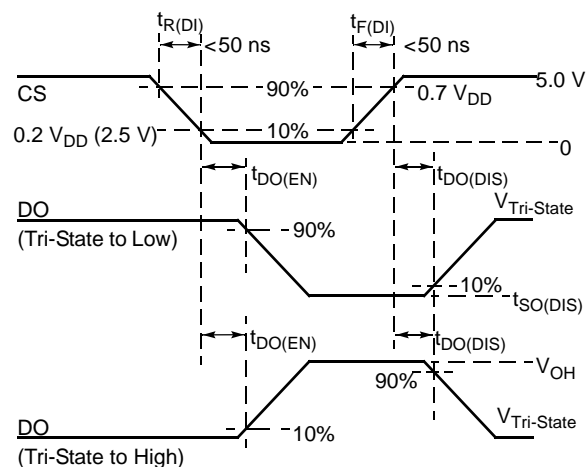 tR(DI) <50 ns tF(DI) <50 ns
CS 90% 0.7 VDD 5.0 V
0.2 VDD (2.5 V) 10% 0
tDO(EN) tDO(DIS)
DO VTri-State
(Tri-State to Low) 90%
10%
tSO(DIS)
tDO(EN) tDO(DIS)
VOH
90%
DO 10% VTri-State
(Tri-State to High)